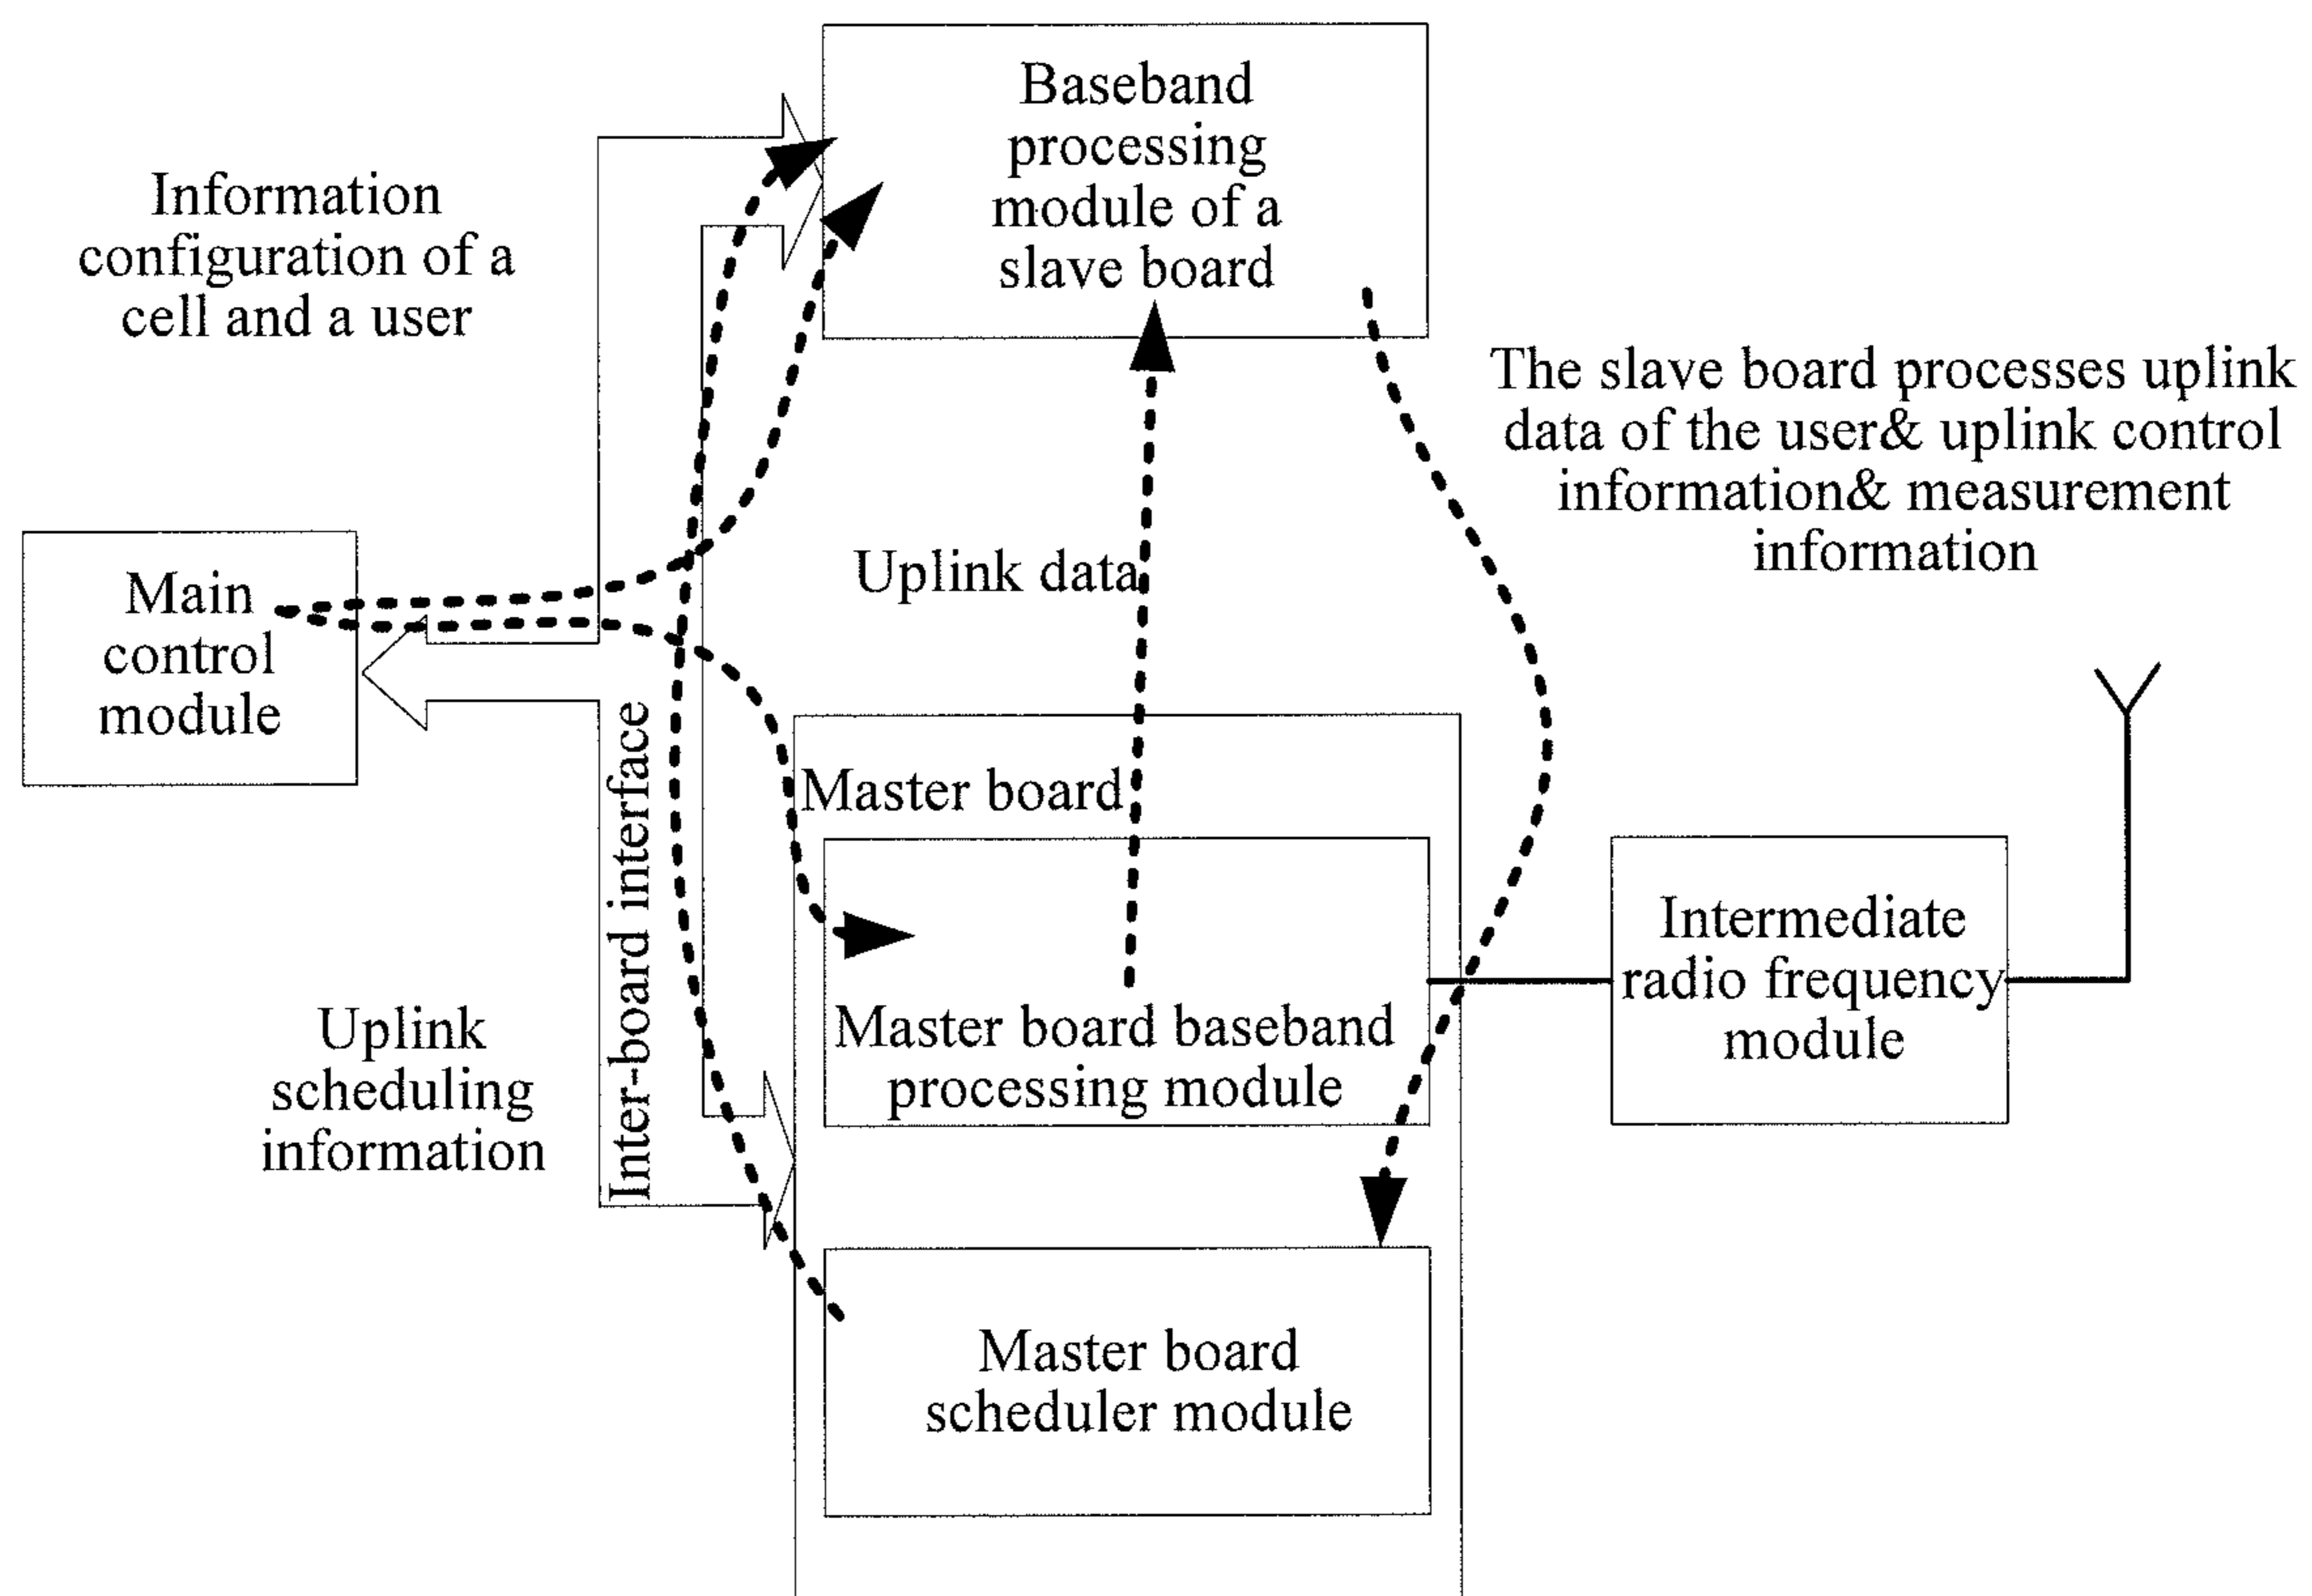 Baseband
processing
module of a
slave board
Information
configuration of a
cell and a user
The slave board processes uplink
data of the user& uplink control
information& measurement
information
Uplink data
Main
control
module
Inter-board interface
Master board
Intermediate
radio frequency
module
Master board baseband
processing module
Uplink
scheduling
information
Master board
scheduler module